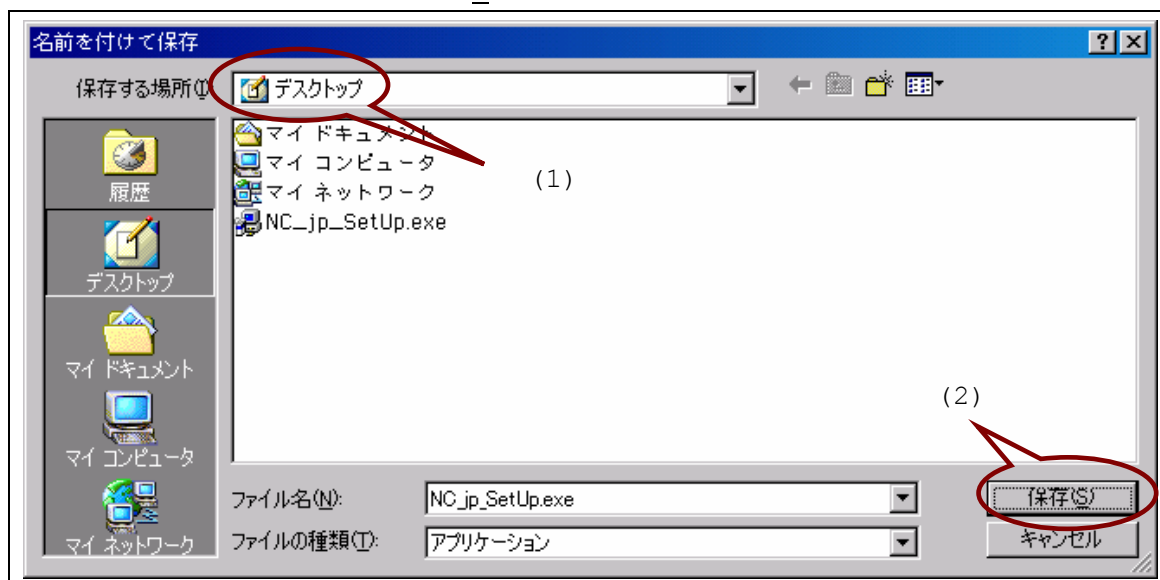 名前を付けて保存
保存する場所(I)
デスクトップ
マイ ドキュメント
マイ コンピュータ
マイ ネットワーク
NC_jp_SetUp.exe
(1)
履歴
デスクトップ
マイ ドキュメント
マイ コンピュータ
マイ ネットワーク
(2)
ファイル名(N):
NC_jp_SetUp.exe
保存(S)
ファイルの種類(T):
アプリケーション
キャンセル